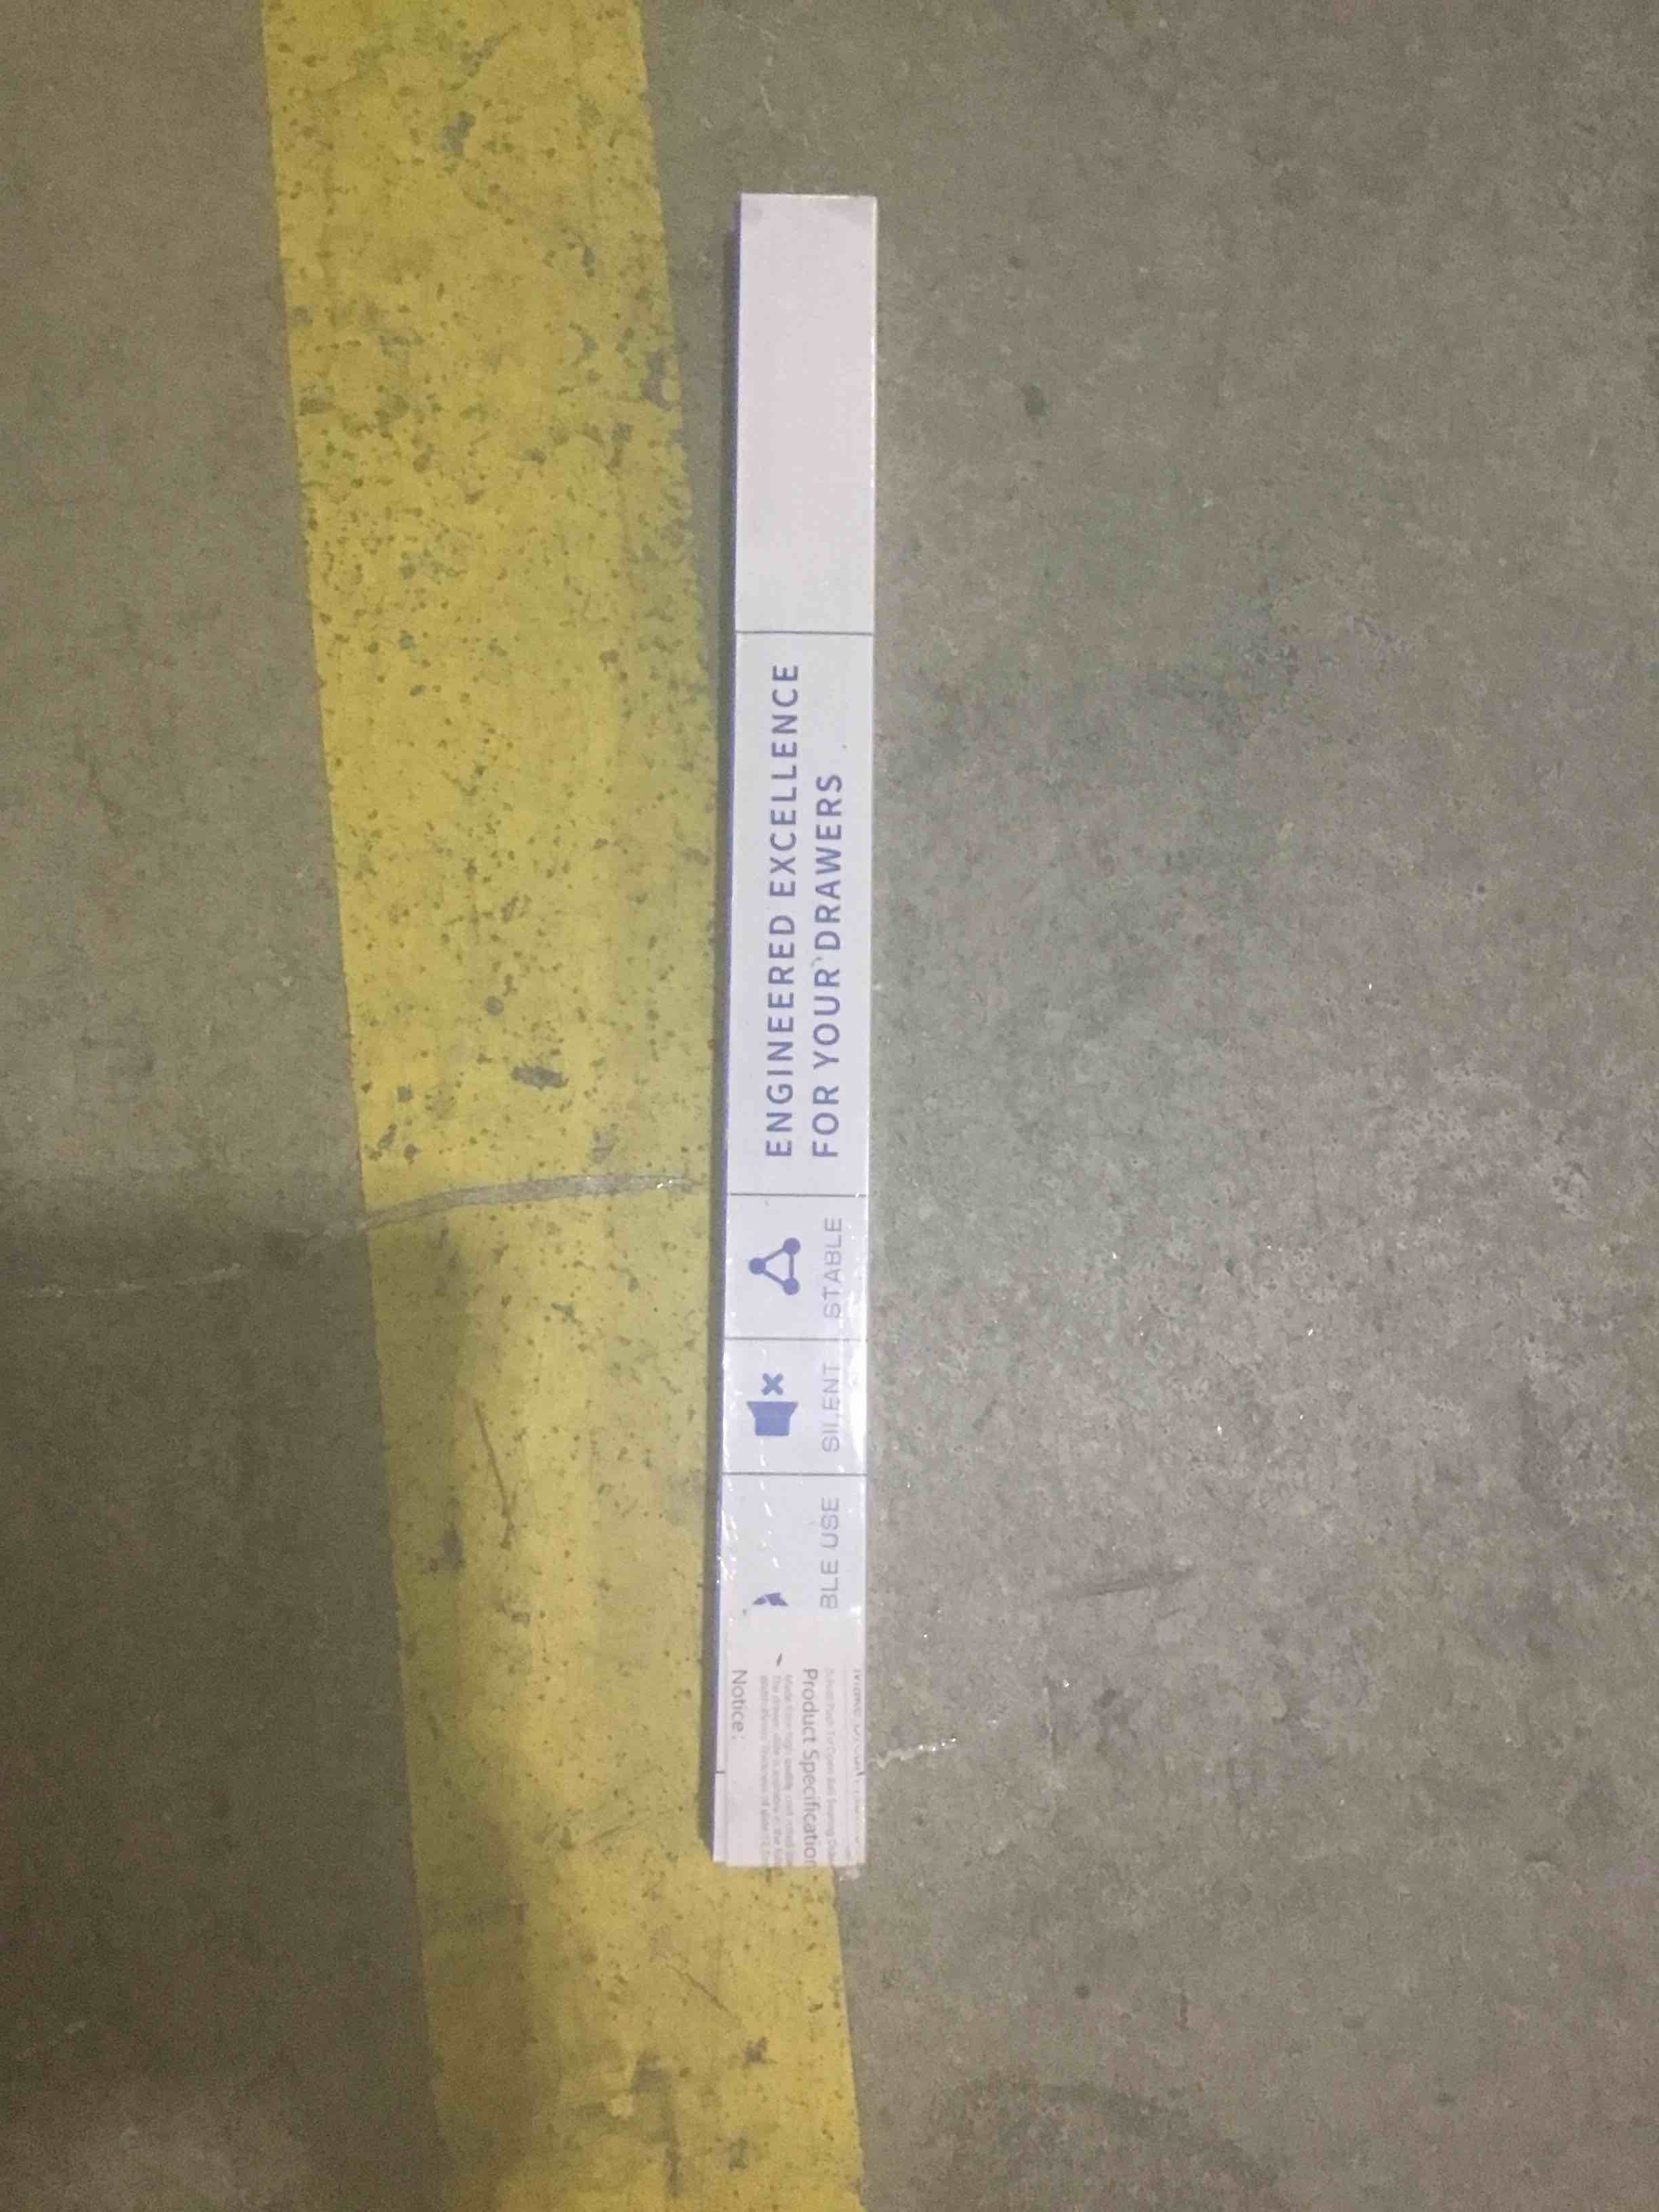 ENGINEERED EXCELLENCE
FOR YOUR DRAWERS
STABLE
SILENT
BLE USE
Product Specification
Notice: